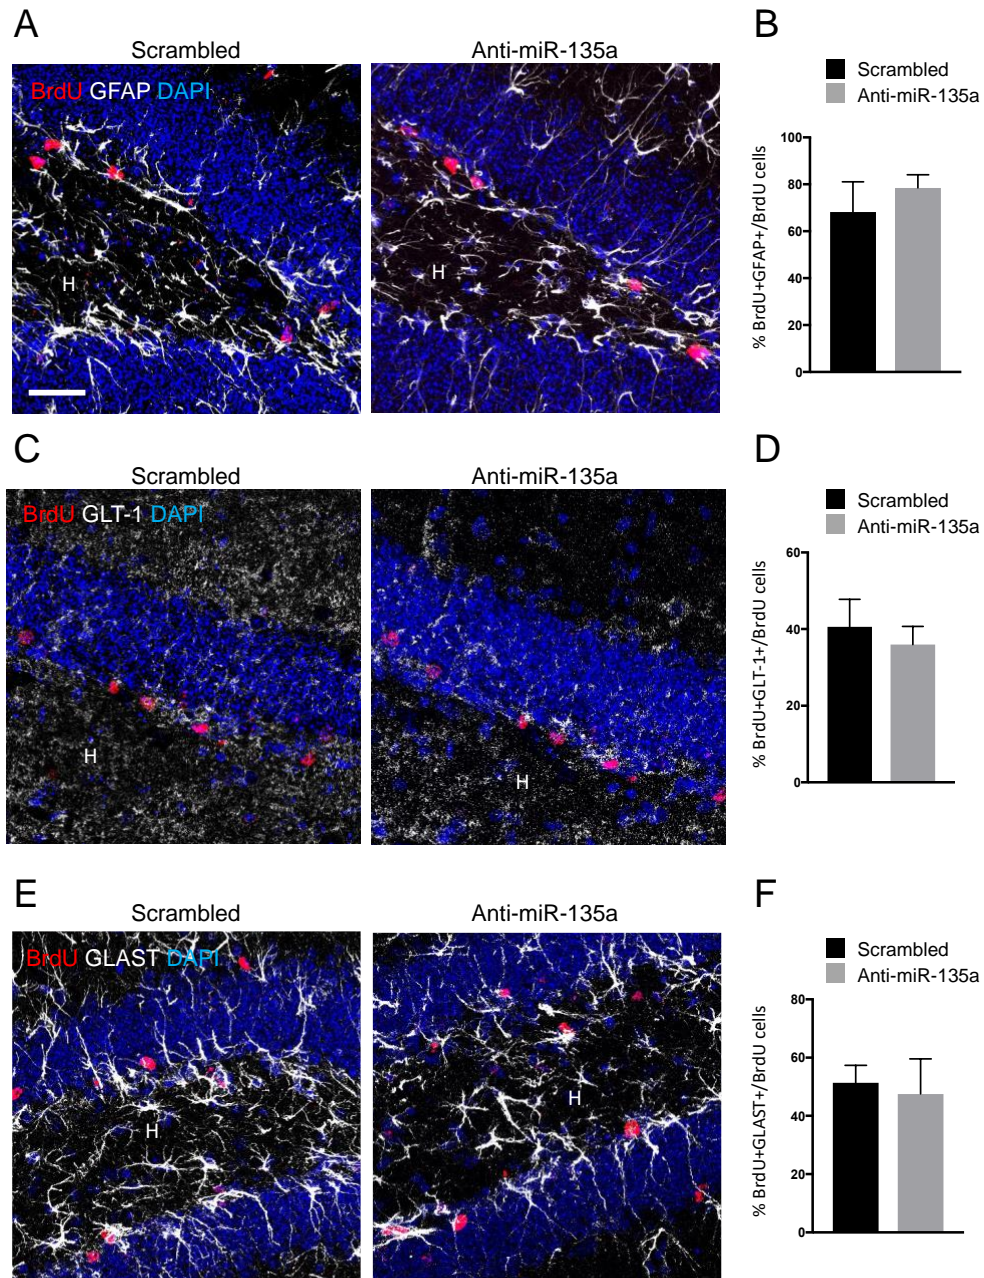 A
Scrambled
Anti-miR-135a
BrdU GFAP DAPI
H
H
B
Scrambled
Anti-miR-135a
% BrdU+GFAP+/BrdU cells
100
80
60
40
20
0
C
Scrambled
Anti-miR-135a
BrdU GLT-1 DAPI
H
H
D
Scrambled
Anti-miR-135a
% BrdU+GLT-1+/BrdU cells
60
40
20
0
E
Scrambled
Anti-miR-135a
BrdU GLAST DAPI
H
H
F
Scrambled
Anti-miR-135a
% BrdU+GLAST+/BrdU cells
80
60
40
20
0